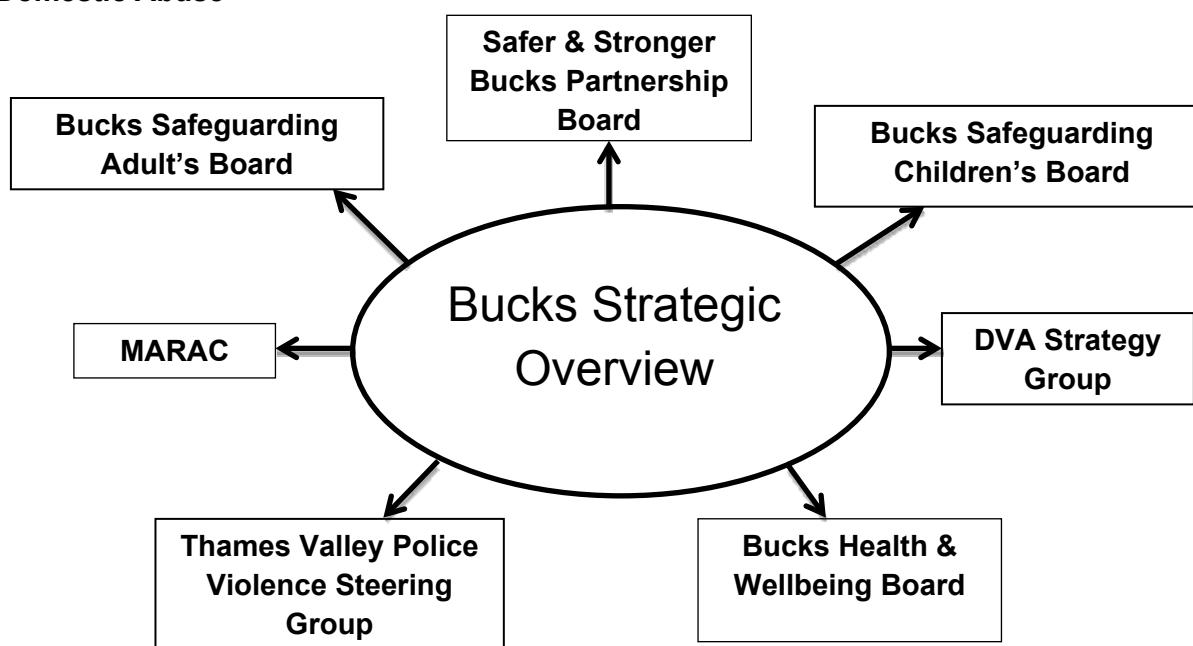 Domestic Abuse
Safer & Stronger
Bucks Partnership
Board
Bucks Safeguarding
Adult’s Board
Bucks Safeguarding
Children’s Board
Bucks Strategic
Overview
MARAC
DVA Strategy
Group
Thames Valley Police
Violence Steering
Group
Bucks Health &
Wellbeing Board